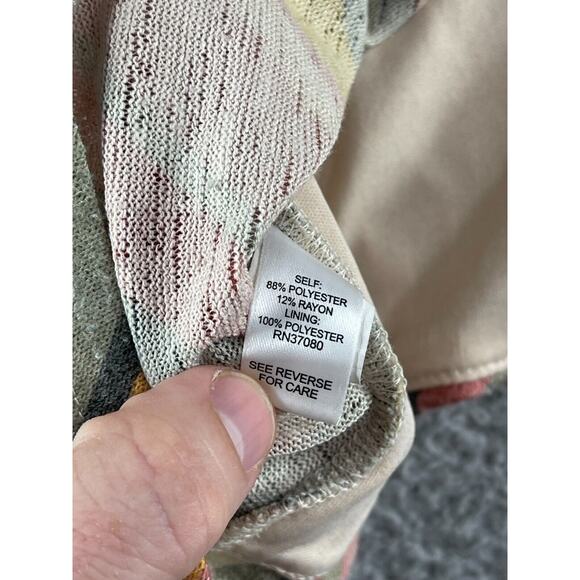 SELF:
88% POLYESTER
12% RAYON
LINING:
100% POLYESTER
RN37080
SEE REVERSE
FOR CARE